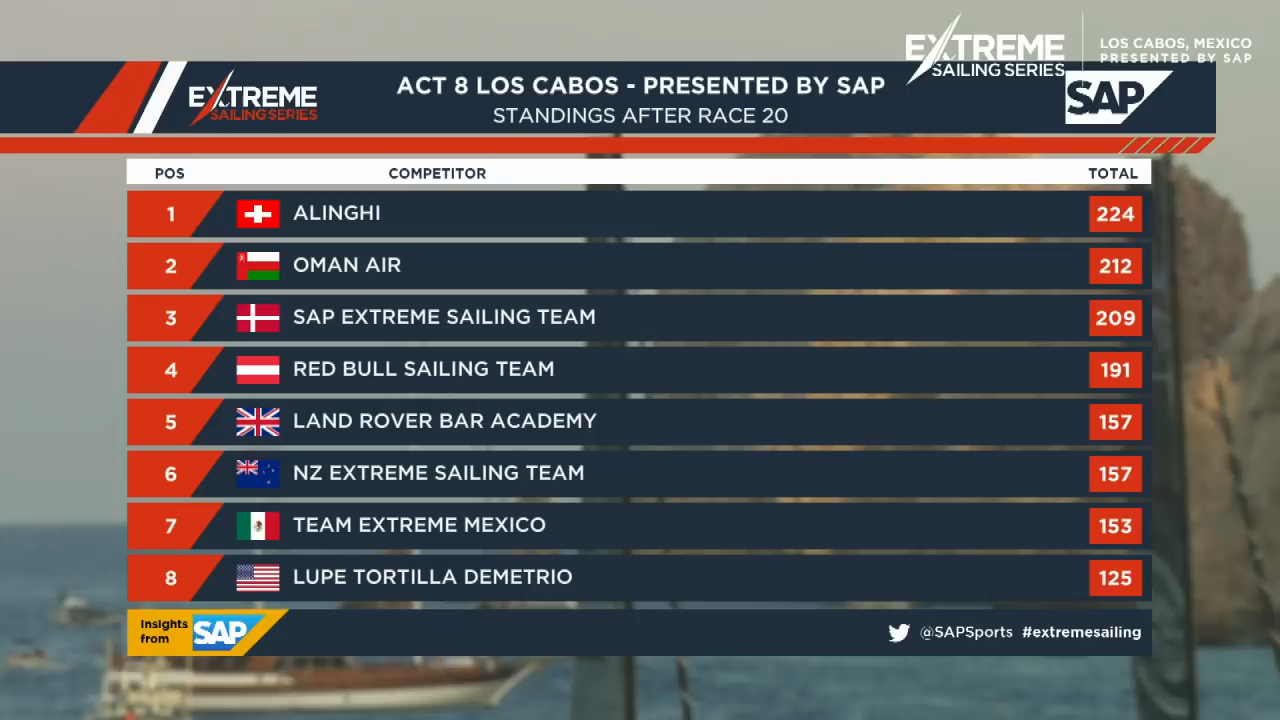 EXTREME
SAILING SERIES
LOS CABOS, MEXICO
PRESENTED BY SAP
EXTREME
SAILING SERIES
ACT 8 LOS CABOS - PRESENTED BY SAP
STANDINGS AFTER RACE 20
SAP
POS COMPETITOR TOTAL
1 ALINGHI 224
2 OMAN AIR 212
3 SAP EXTREME SAILING TEAM 209
4 RED BULL SAILING TEAM 191
5 LAND ROVER BAR ACADEMY 157
6 NZ EXTREME SAILING TEAM 157
7 TEAM EXTREME MEXICO 153
8 LUPE TORTILLA DEMETRIO 125
Insights
from
SAP
@SAPSports #extremesailing